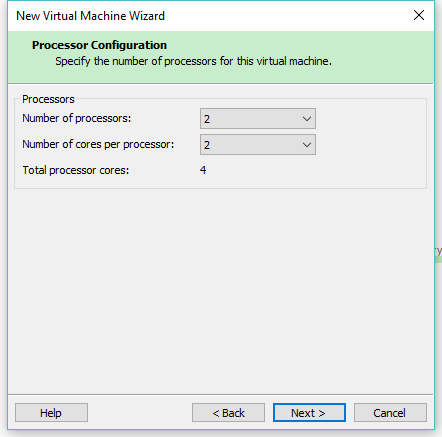 New Virtual Machine Wizard
Processor Configuration
Specify the number of processors for this virtual machine.
Processors
Number of processors: 2
Number of cores per processor: 2
Total processor cores: 4
Help < Back Next > Cancel